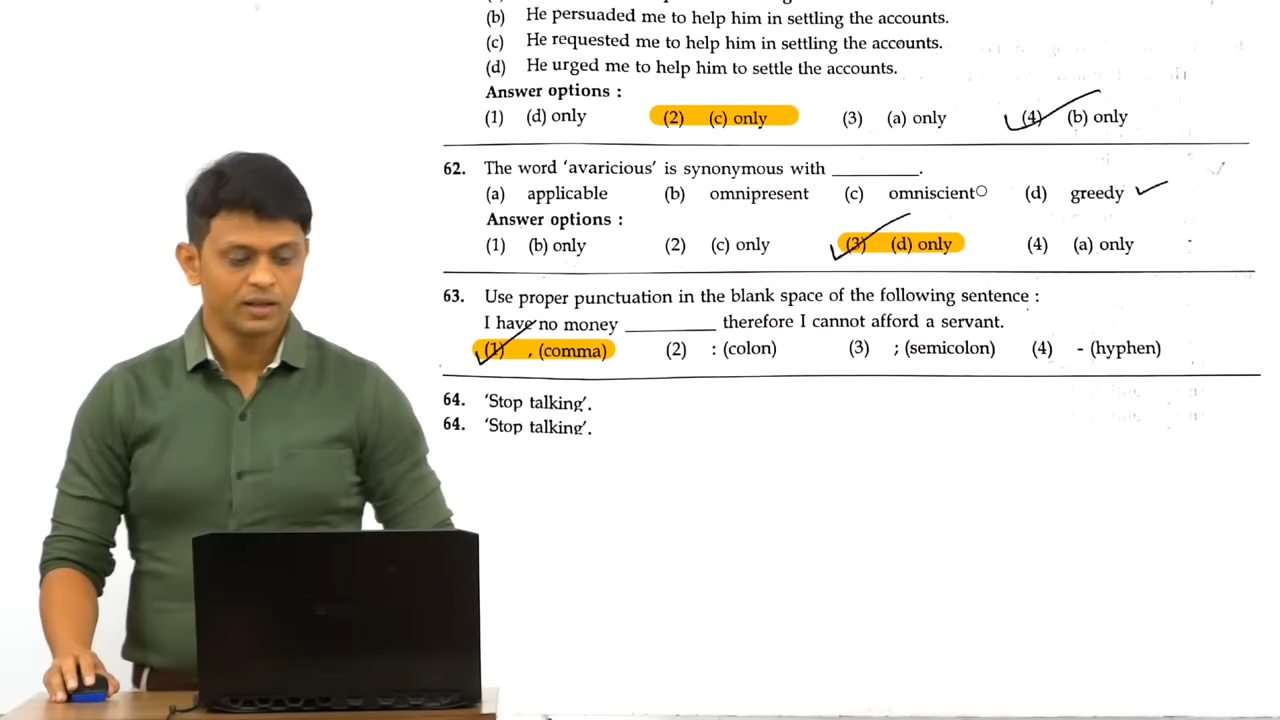 (b) He persuaded me to help him in settling the accounts.
(c) He requested me to help him in settling the accounts.
(d) He urged me to help him to settle the accounts.
Answer options :
(1) (d) only (2) (c) only (3) (a) only (4) (b) only
62. The word 'avaricious' is synonymous with ________.
(a) applicable (b) omnipresent (c) omniscient (d) greedy
Answer options :
(1) (b) only (2) (c) only (3) (d) only (4) (a) only
63. Use proper punctuation in the blank space of the following sentence :
I have no money ________ therefore I cannot afford a servant.
(1) , (comma) (2) : (colon) (3) ; (semicolon) (4) - (hyphen)
64. 'Stop talking'.
64. 'Stop talking'.